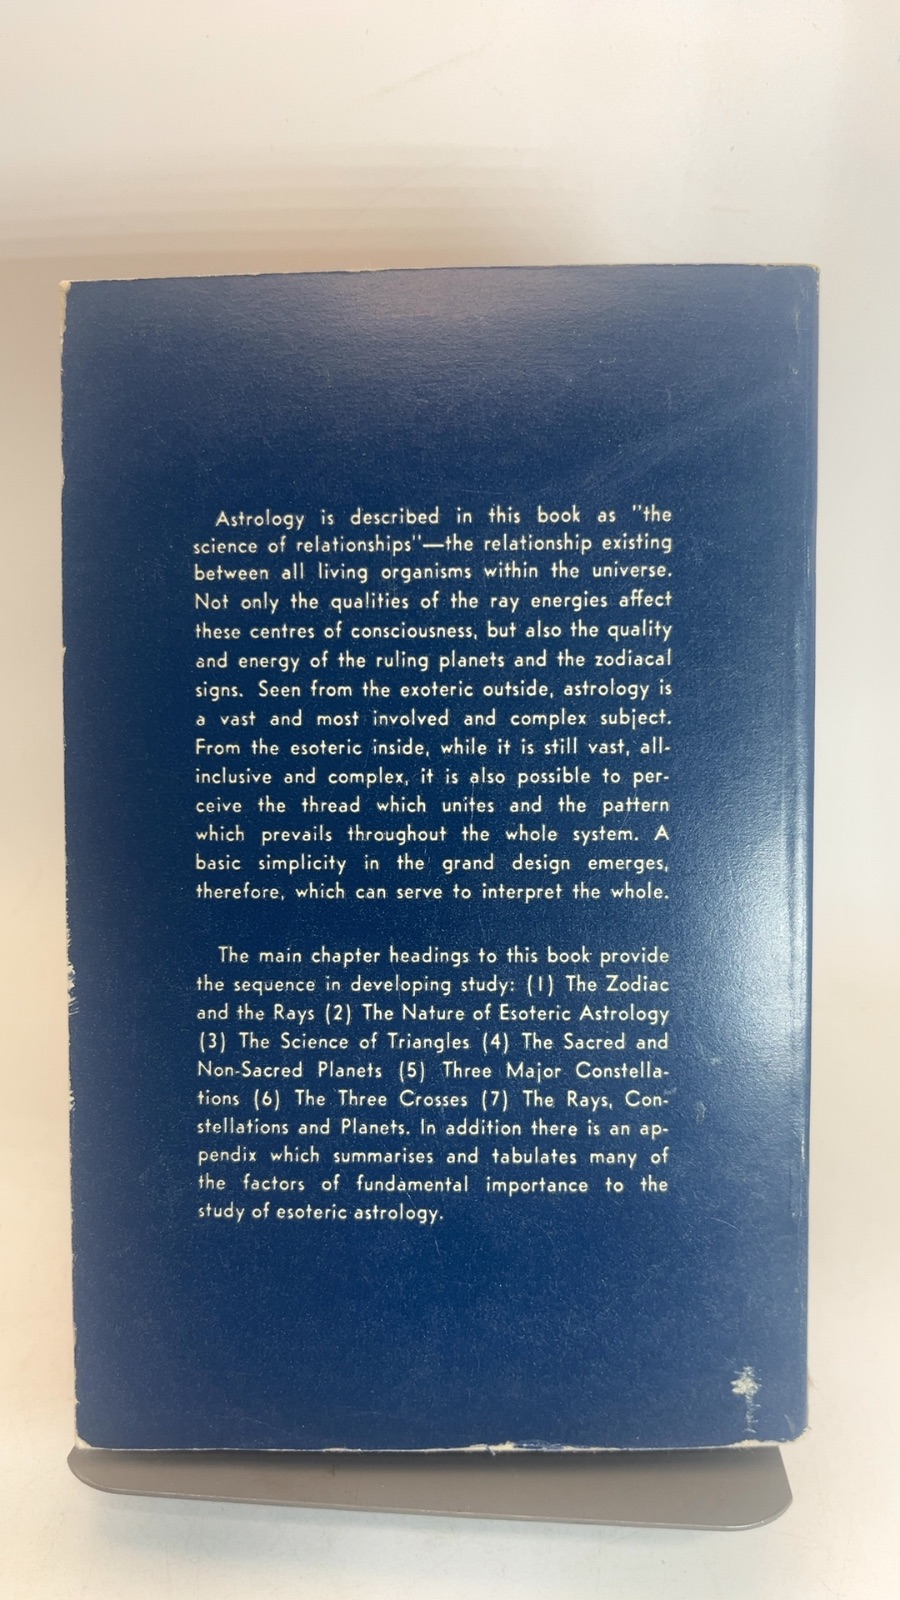 Astrology is described in this book as "the
science of relationships"—the relationship existing
between all living organisms within the universe.
Not only the qualities of the ray energies affect
these centres of consciousness, but also the quality
and energy of the ruling planets and the zodiacal
signs. Seen from the exoteric outside, astrology is
a vast and most involved and complex subject.
From the esoteric inside, while it is still vast, all-
inclusive and complex, it is also possible to per-
ceive the thread which unites and the pattern
which prevails throughout the whole system. A
basic simplicity in the grand design emerges,
therefore, which can serve to interpret the whole.
The main chapter headings to this book provide
the sequence in developing study: (1) The Zodiac
and the Rays (2) The Nature of Esoteric Astrology
(3) The Science of Triangles (4) The Sacred and
Non-Sacred Planets (5) Three Major Constella-
tions (6) The Three Crosses (7) The Rays, Con-
stellations and Planets. In addition there is an ap-
pendix which summarises and tabulates many of
the factors of fundamental importance to the
study of esoteric astrology.